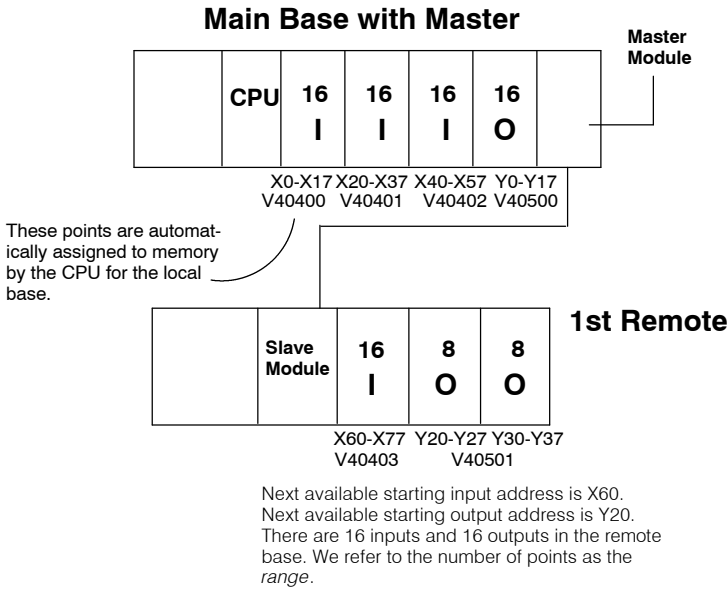 Main Base with Master
Master
Module
CPU
16
I
16
I
16
I
16
O
X0-X17 X20-X37 X40-X57 Y0-Y17
V40400 V40401 V40402 V40500
These points are automat-
ically assigned to memory
by the CPU for the local
base.
1st Remote
Slave
Module
16
I
8
O
8
O
X60-X77 Y20-Y27 Y30-Y37
V40403 V40501
Next available starting input address is X60.
Next available starting output address is Y20.
There are 16 inputs and 16 outputs in the remote
base. We refer to the number of points as the
range.